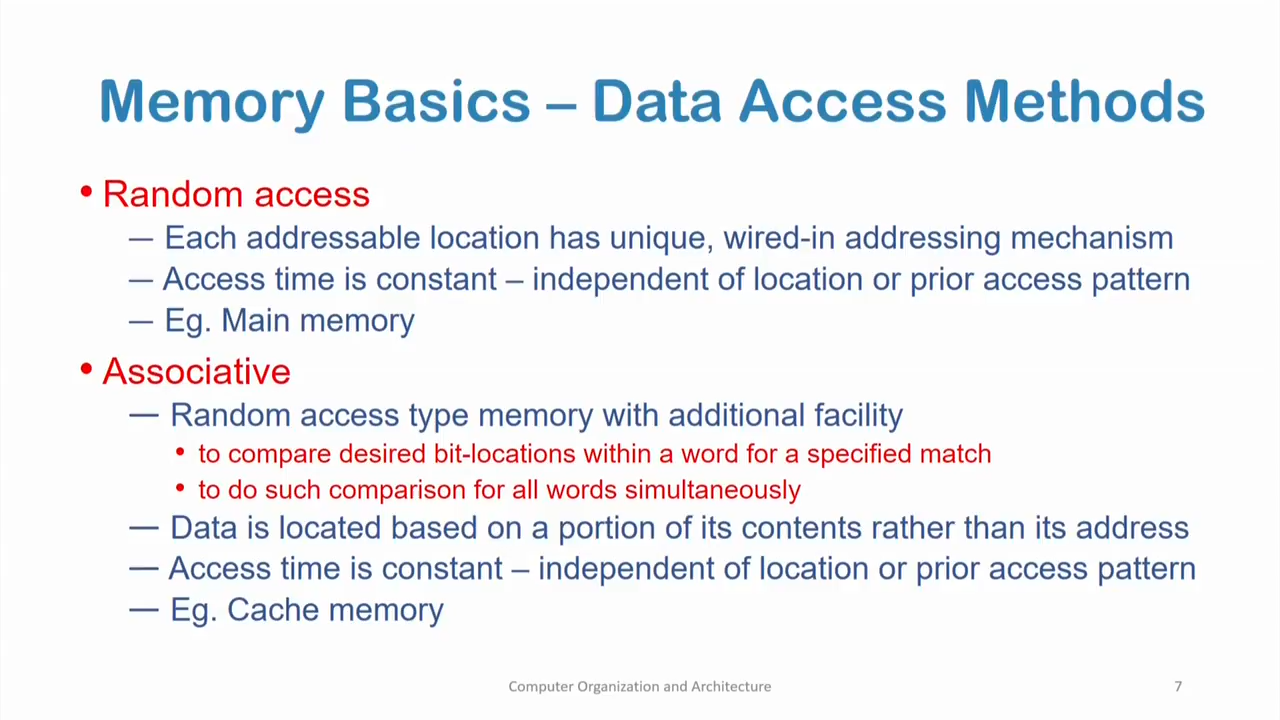 Memory Basics – Data Access Methods
• Random access
— Each addressable location has unique, wired-in addressing mechanism
— Access time is constant – independent of location or prior access pattern
— Eg. Main memory
• Associative
— Random access type memory with additional facility
• to compare desired bit-locations within a word for a specified match
• to do such comparison for all words simultaneously
— Data is located based on a portion of its contents rather than its address
— Access time is constant – independent of location or prior access pattern
— Eg. Cache memory
Computer Organization and Architecture
7